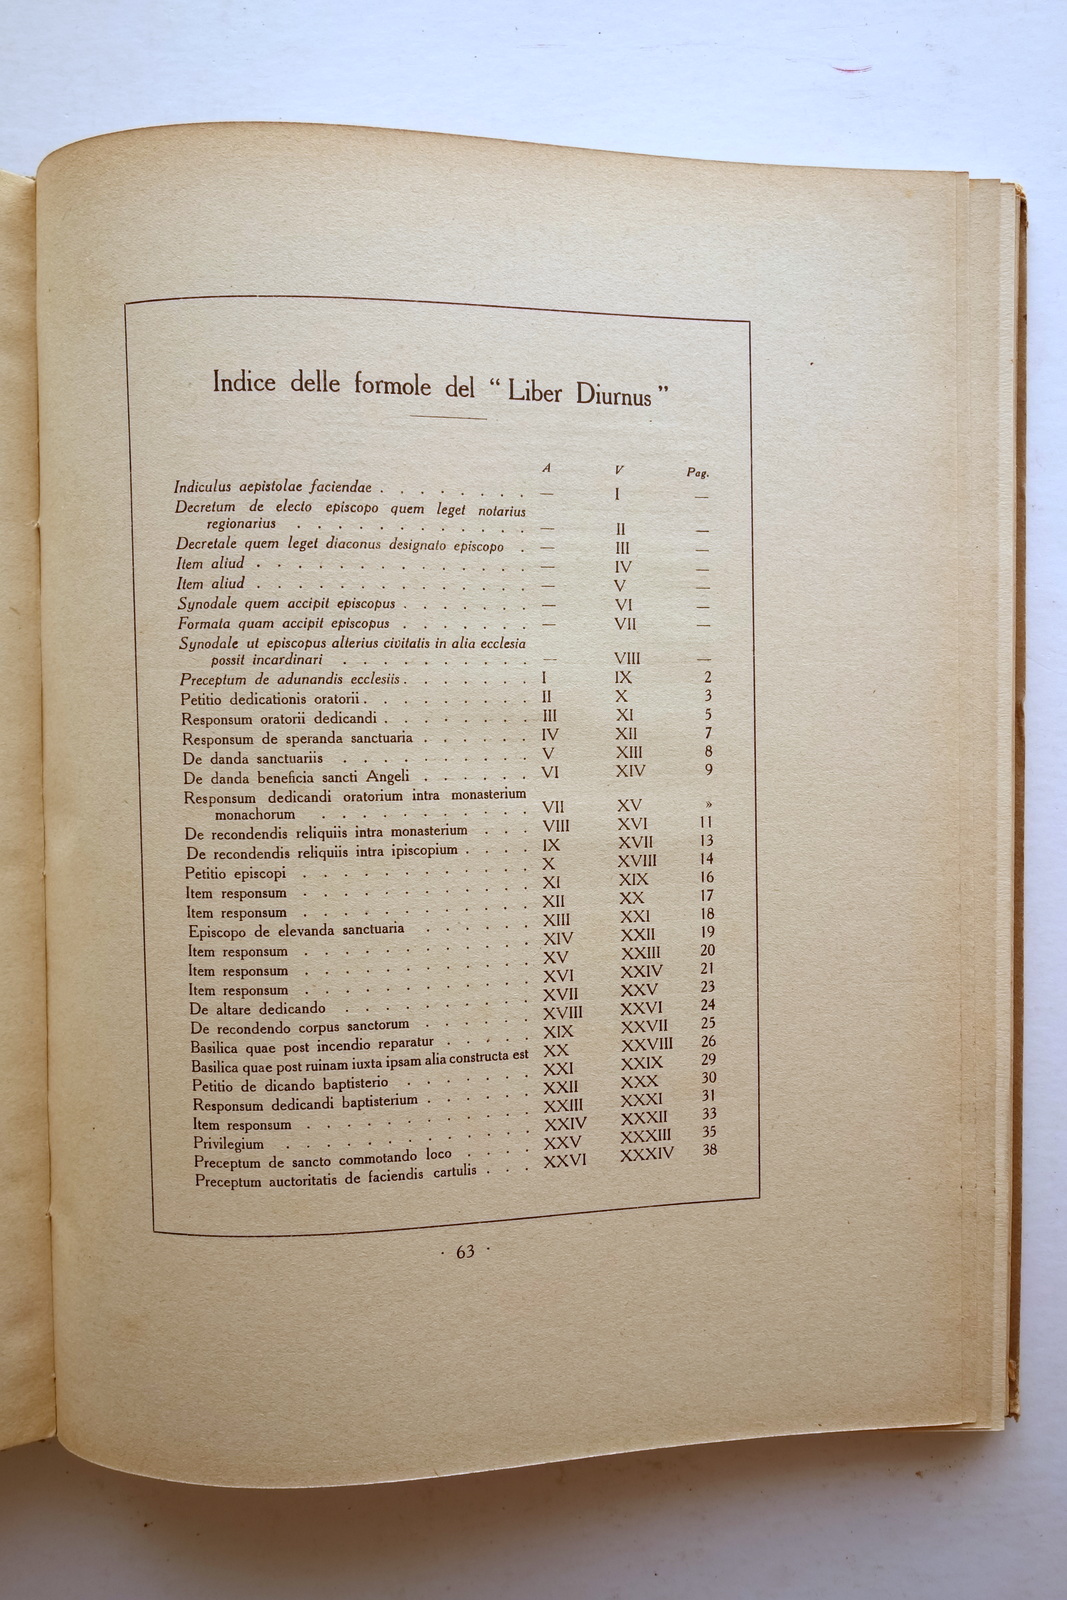 Indice delle formole del “ Liber Diurnus ”
A V Pag.
Indiculus aepistolae faciendae . . . . . . . . — I —
Decretum de electo episcopo quem leget notarius
regionarius . . . . . . . . . . . . — II —
Decretale quem leget diaconus designato episcopo . — III —
Item aliud . . . . . . . . . . . . . . — IV —
Item aliud . . . . . . . . . . . . . . — V —
Synodale quem accipit episcopus . . . . . . . — VI —
Formata quam accipit episcopus . . . . . . . — VII —
Synodale ut episcopus alterius civitatis in alia ecclesia
possit incardinari . . . . . . . . . . — VIII —
Preceptum de adunandis ecclesiis . . . . . . . I IX 2
Petitio dedicationis oratorii . . . . . . . . . II X 3
Responsum oratorii dedicandi . . . . . . . . III XI 5
Responsum de speranda sanctuaria . . . . . . IV XII 7
De danda sanctuariis . . . . . . . . . . V XIII 8
De danda beneficia sancti Angeli . . . . . . VI XIV 9
Responsum dedicandi oratorium intra monasterium
monachorum . . . . . . . . . . . VII XV »
De recondendis reliquiis intra monasterium . . . VIII XVI 11
De recondendis reliquiis intra ipiscopium . . . . IX XVII 13
Petitio episcopi . . . . . . . . . . . . X XVIII 14
Item responsum . . . . . . . . . . . . XI XIX 16
Item responsum . . . . . . . . . . . . XII XX 17
Episcopo de elevanda sanctuaria . . . . . . XIII XXI 18
Item responsum . . . . . . . . . . . . XIV XXII 19
Item responsum . . . . . . . . . . . . XV XXIII 20
Item responsum . . . . . . . . . . . . XVI XXIV 21
De altare dedicando . . . . . . . . . . XVII XXV 23
De recondendo corpus sanctorum . . . . . . XVIII XXVI 24
Basilica quae post incendio reparatur . . . . . XIX XXVII 25
Basilica quae post ruinam iuxta ipsam alia constructa est XX XXVIII 26
Petitio de dicando baptisterio . . . . . . . XXI XXIX 29
Responsum dedicandi baptisterium . . . . . . XXII XXX 30
Item responsum . . . . . . . . . . . XXIII XXXI 31
Privilegium . . . . . . . . . . . . XXIV XXXII 33
Preceptum de sancto commotando loco . . . . XXV XXXIII 35
Preceptum auctoritatis de faciendis cartulis . . . XXVI XXXIV 38
· 63 ·